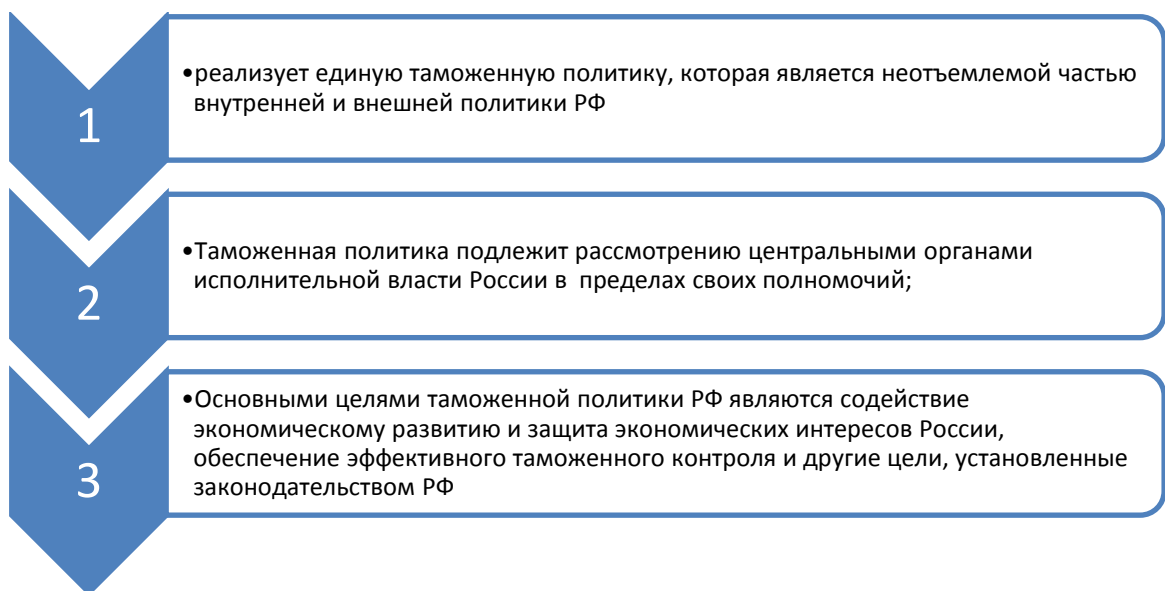 1
•реализует единую таможенную политику, которая является неотъемлемой частью
внутренней и внешней политики РФ
2
•Таможенная политика подлежит рассмотрению центральными органами
исполнительной власти России в  пределах своих полномочий;
3
•Основными целями таможенной политики РФ являются содействие
экономическому развитию и защита экономических интересов России,
обеспечение эффективного таможенного контроля и другие цели, установленные
законодательством РФ